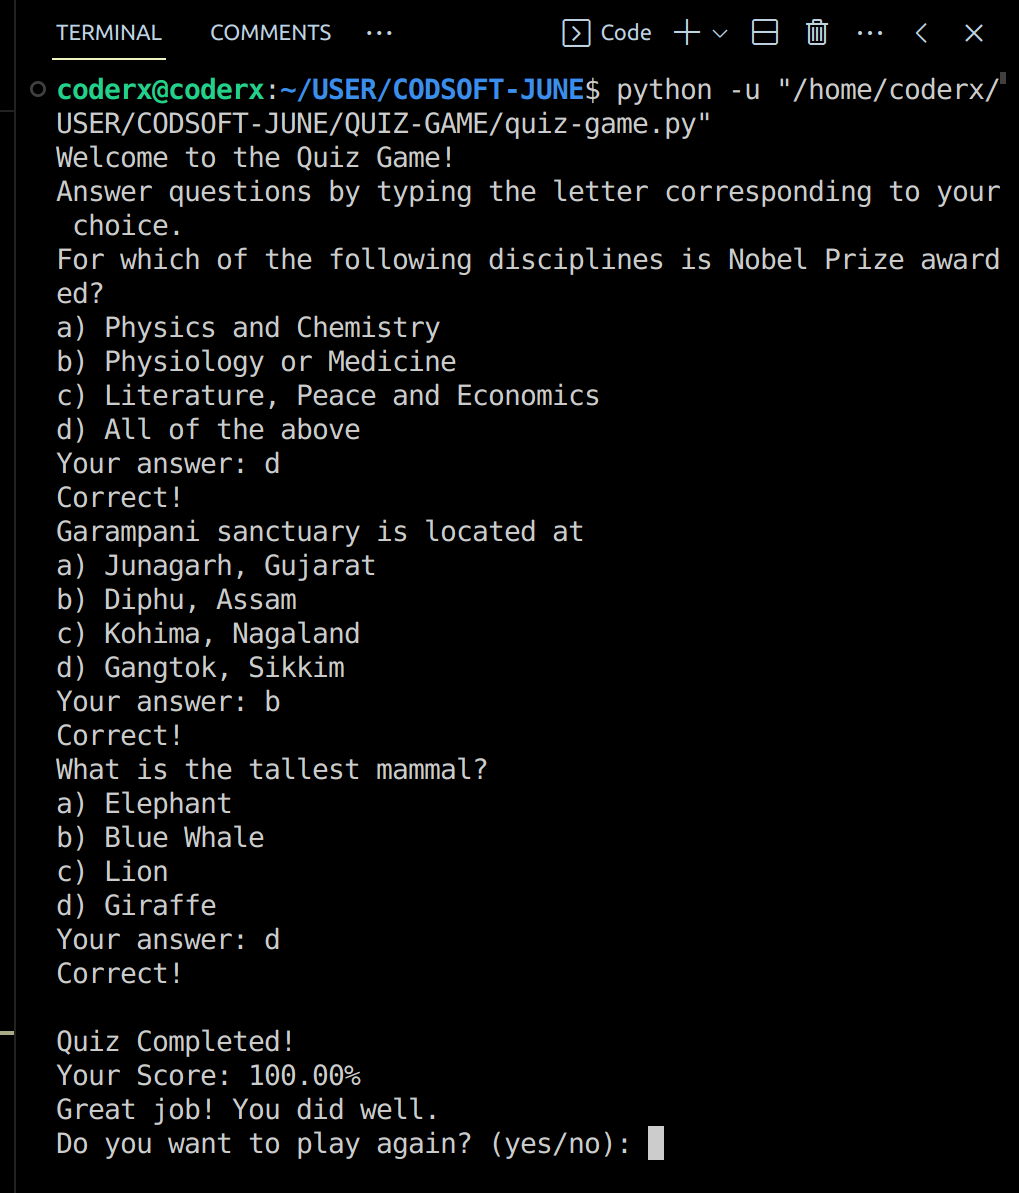 TERMINAL COMMENTS ··· Code
coderx@coderx:~/USER/CODSOFT-JUNE$ python -u "/home/coderx/
USER/CODSOFT-JUNE/QUIZ-GAME/quiz-game.py"
Welcome to the Quiz Game!
Answer questions by typing the letter corresponding to your
 choice.
For which of the following disciplines is Nobel Prize award
ed?
a) Physics and Chemistry
b) Physiology or Medicine
c) Literature, Peace and Economics
d) All of the above
Your answer: d
Correct!
Garampani sanctuary is located at
a) Junagarh, Gujarat
b) Diphu, Assam
c) Kohima, Nagaland
d) Gangtok, Sikkim
Your answer: b
Correct!
What is the tallest mammal?
a) Elephant
b) Blue Whale
c) Lion
d) Giraffe
Your answer: d
Correct!
Quiz Completed!
Your Score: 100.00%
Great job! You did well.
Do you want to play again? (yes/no):